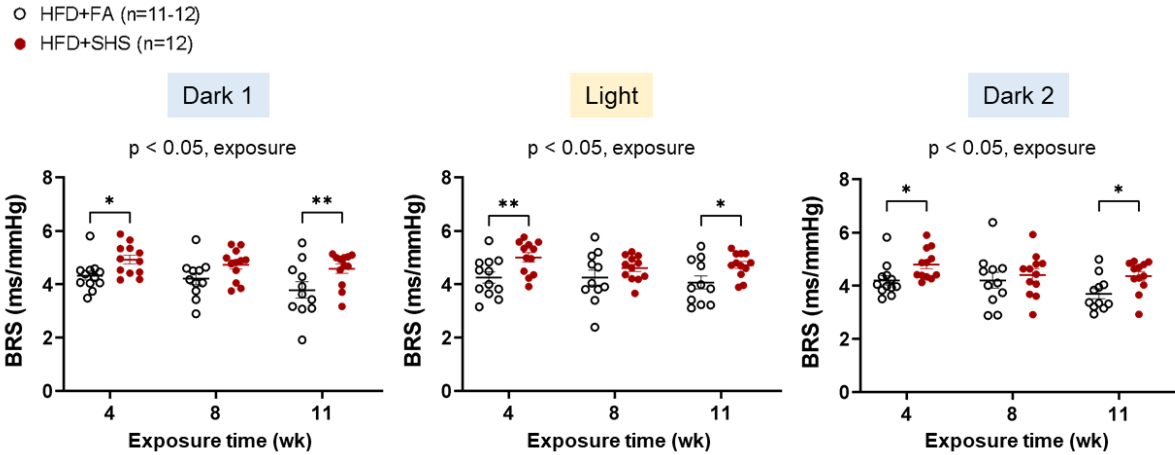 HFD+FA (n=11-12)
HFD+SHS (n=12)
Dark 1
Light
Dark 2
p < 0.05, exposure
p < 0.05, exposure
p < 0.05, exposure
BRS (ms/mmHg)
8
6
4
2
0
*
**
4
8
11
Exposure time (wk)
BRS (ms/mmHg)
8
6
4
2
0
**
*
4
8
11
Exposure time (wk)
BRS (ms/mmHg)
8
6
4
2
0
*
*
4
8
11
Exposure time (wk)